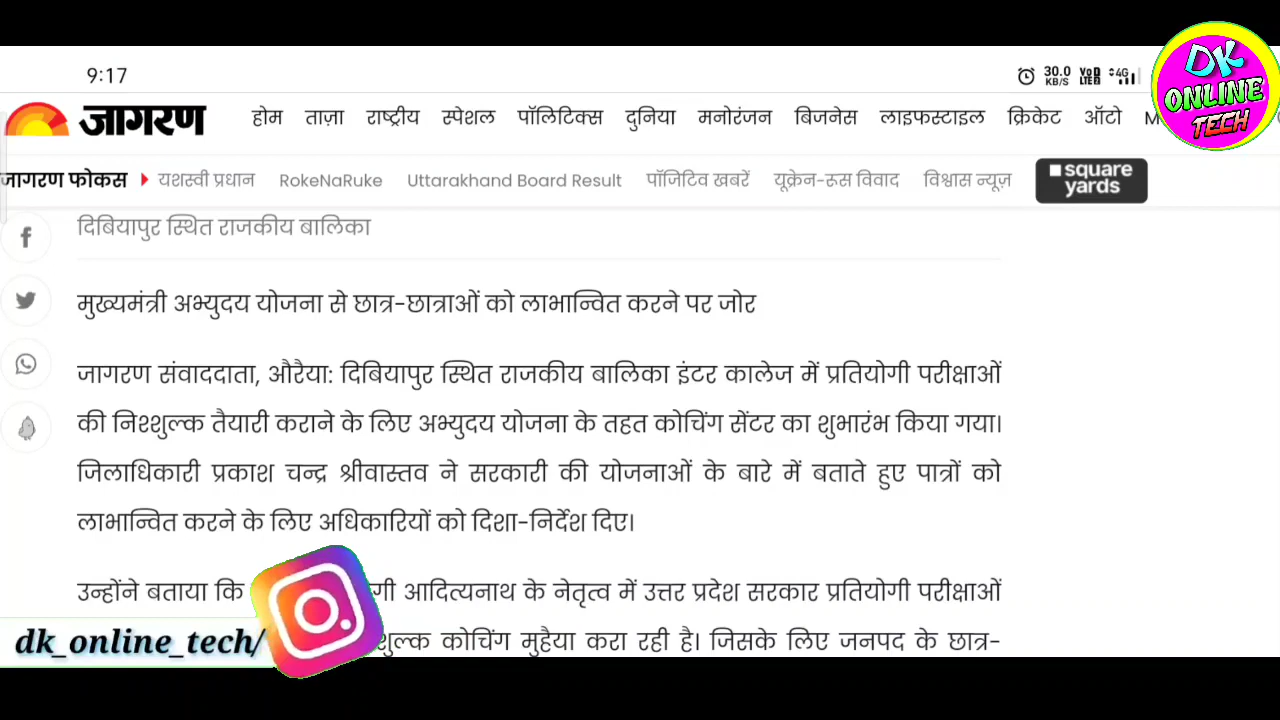 9:17
30.0 KB/S VoD LTE2 4G
DK ONLINE TECH
जागरण
होम ताज़ा राष्ट्रीय स्पेशल पॉलिटिक्स दुनिया मनोरंजन बिजनेस लाइफस्टाइल क्रिकेट ऑटो
जागरण फोकस यशस्वी प्रधान RokeNaRuke Uttarakhand Board Result पॉजिटिव खबरें यूक्रेन-रूस विवाद विश्वास न्यूज़
square yards
दिबियापुर स्थित राजकीय बालिका
मुख्यमंत्री अभ्युदय योजना से छात्र-छात्राओं को लाभान्वित करने पर जोर
जागरण संवाददाता, औरैया: दिबियापुर स्थित राजकीय बालिका इंटर कालेज में प्रतियोगी परीक्षाओं
की निश्शुल्क तैयारी कराने के लिए अभ्युदय योजना के तहत कोचिंग सेंटर का शुभारंभ किया गया।
जिलाधिकारी प्रकाश चन्द्र श्रीवास्तव ने सरकारी की योजनाओं के बारे में बताते हुए पात्रों को
लाभान्वित करने के लिए अधिकारियों को दिशा-निर्देश दिए।
उन्होंने बताया कि गी आदित्यनाथ के नेतृत्व में उत्तर प्रदेश सरकार प्रतियोगी परीक्षाओं
शुल्क कोचिंग मुहैया करा रही है। जिसके लिए जनपद के छात्र-
dk_online_tech/